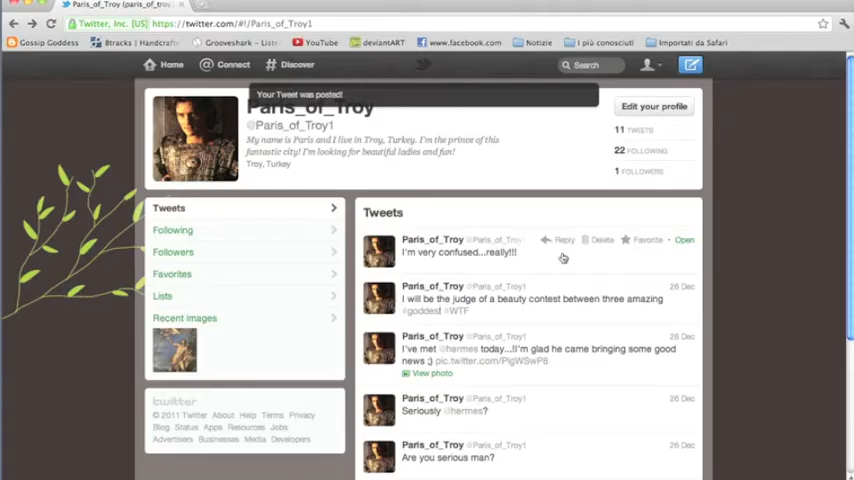 Paris_of_Troy (paris_of_troy...
Twitter, Inc. [US] https://twitter.com/#!/Paris_of_Troy1
Gossip Goddess 8tracks | Handcraft... Grooveshark – Liste... YouTube deviantART www.facebook.com Notizie I più conosciuti Importati da Safari
Home @ Connect # Discover Search
Your Tweet was posted!
Paris_of_Troy
@Paris_of_Troy1
My name is Paris and I live in Troy, Turkey. I'm the prince of this
fantastic city! I'm looking for beautiful ladies and fun!
Troy, Turkey
Edit your profile
11 TWEETS
22 FOLLOWING
1 FOLLOWERS
Tweets
Following
Followers
Favorites
Lists
Recent images
twitter
© 2011 Twitter About Help Terms Privacy
Blog Status Apps Resources Jobs
Advertisers Businesses Media Developers
Tweets
Paris_of_Troy @Paris_of_Troy1 Reply Delete Favorite · Open
I'm very confused...really!!!
Paris_of_Troy @Paris_of_Troy1 26 Dec
I will be the judge of a beauty contest between three amazing
#goddes! #WTF
Paris_of_Troy @Paris_of_Troy1 26 Dec
I've met @hermes today...!I'm glad he came bringing some good
news ;) pic.twitter.com/PlgWSwP6
View photo
Paris_of_Troy @Paris_of_Troy1 26 Dec
Seriously @hermes?
Paris_of_Troy @Paris_of_Troy1 26 Dec
Are you serious man?